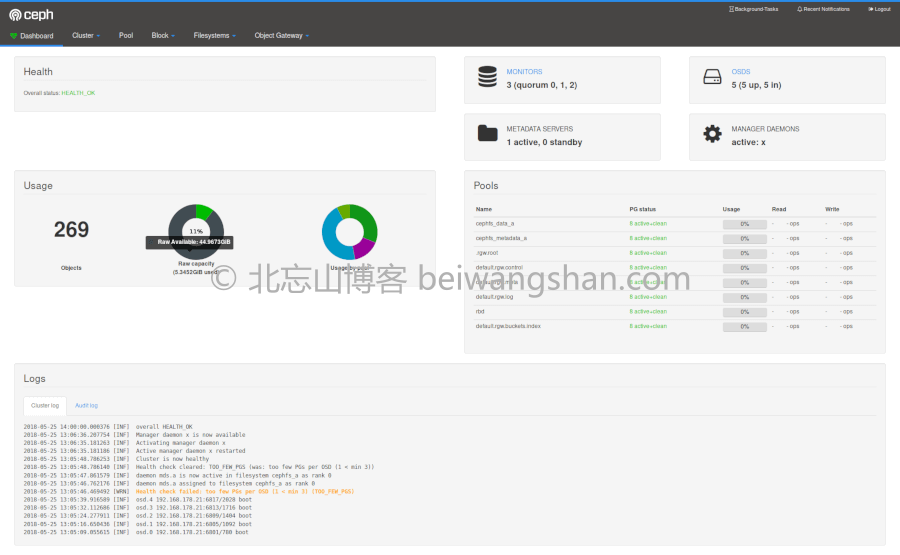 ceph
Background-Tasks
Recent Notifications
Logout
Dashboard
Cluster
Pool
Block
Filesystems
Object Gateway
Health
Overall status: HEALTH_OK
MONITORS
3 (quorum 0, 1, 2)
OSDS
5 (5 up, 5 in)
METADATA SERVERS
1 active, 0 standby
MANAGER DAEMONS
active: x
Usage
269
Objects
11%
Raw Available: 44.9673GiB
Raw capacity
(5.3452GiB used)
Usage by pool
Pools
Name PG status Usage Read Write
cephfs_data_a 8 active+clean 0% - - ops - - ops
cephfs_metadata_a 8 active+clean 0% - - ops - - ops
.rgw.root 8 active+clean 0% - - ops - - ops
default.rgw.control 8 active+clean 0% - - ops - - ops
default.rgw.meta 8 active+clean 0% - - ops - - ops
default.rgw.log 8 active+clean 0% - - ops - - ops
rbd 8 active+clean 0% - - ops - - ops
default.rgw.buckets.index 8 active+clean 0% - - ops - - ops
© 北忘山博客 beiwangshan.com
Logs
Cluster log
Audit log
2018-05-25 14:00:00.000376 [INF] overall HEALTH_OK
2018-05-25 13:06:36.207754 [INF] Manager daemon x is now available
2018-05-25 13:06:35.181263 [INF] Activating manager daemon x
2018-05-25 13:06:35.181186 [INF] Active manager daemon x restarted
2018-05-25 13:05:48.786253 [INF] Cluster is now healthy
2018-05-25 13:05:48.786140 [INF] Health check cleared: TOO_FEW_PGS (was: too few PGs per OSD (1 < min 3))
2018-05-25 13:05:47.861579 [INF] daemon mds.a is now active in filesystem cephfs_a as rank 0
2018-05-25 13:05:46.762176 [INF] daemon mds.a assigned to filesystem cephfs_a as rank 0
2018-05-25 13:05:46.469492 [WRN] Health check failed: too few PGs per OSD (1 < min 3) (TOO_FEW_PGS)
2018-05-25 13:05:39.916589 [INF] osd.4 192.168.178.21:6817/2028 boot
2018-05-25 13:05:32.112686 [INF] osd.3 192.168.178.21:6813/1716 boot
2018-05-25 13:05:24.277911 [INF] osd.2 192.168.178.21:6809/1404 boot
2018-05-25 13:05:16.650436 [INF] osd.1 192.168.178.21:6805/1092 boot
2018-05-25 13:05:09.055615 [INF] osd.0 192.168.178.21:6801/780 boot